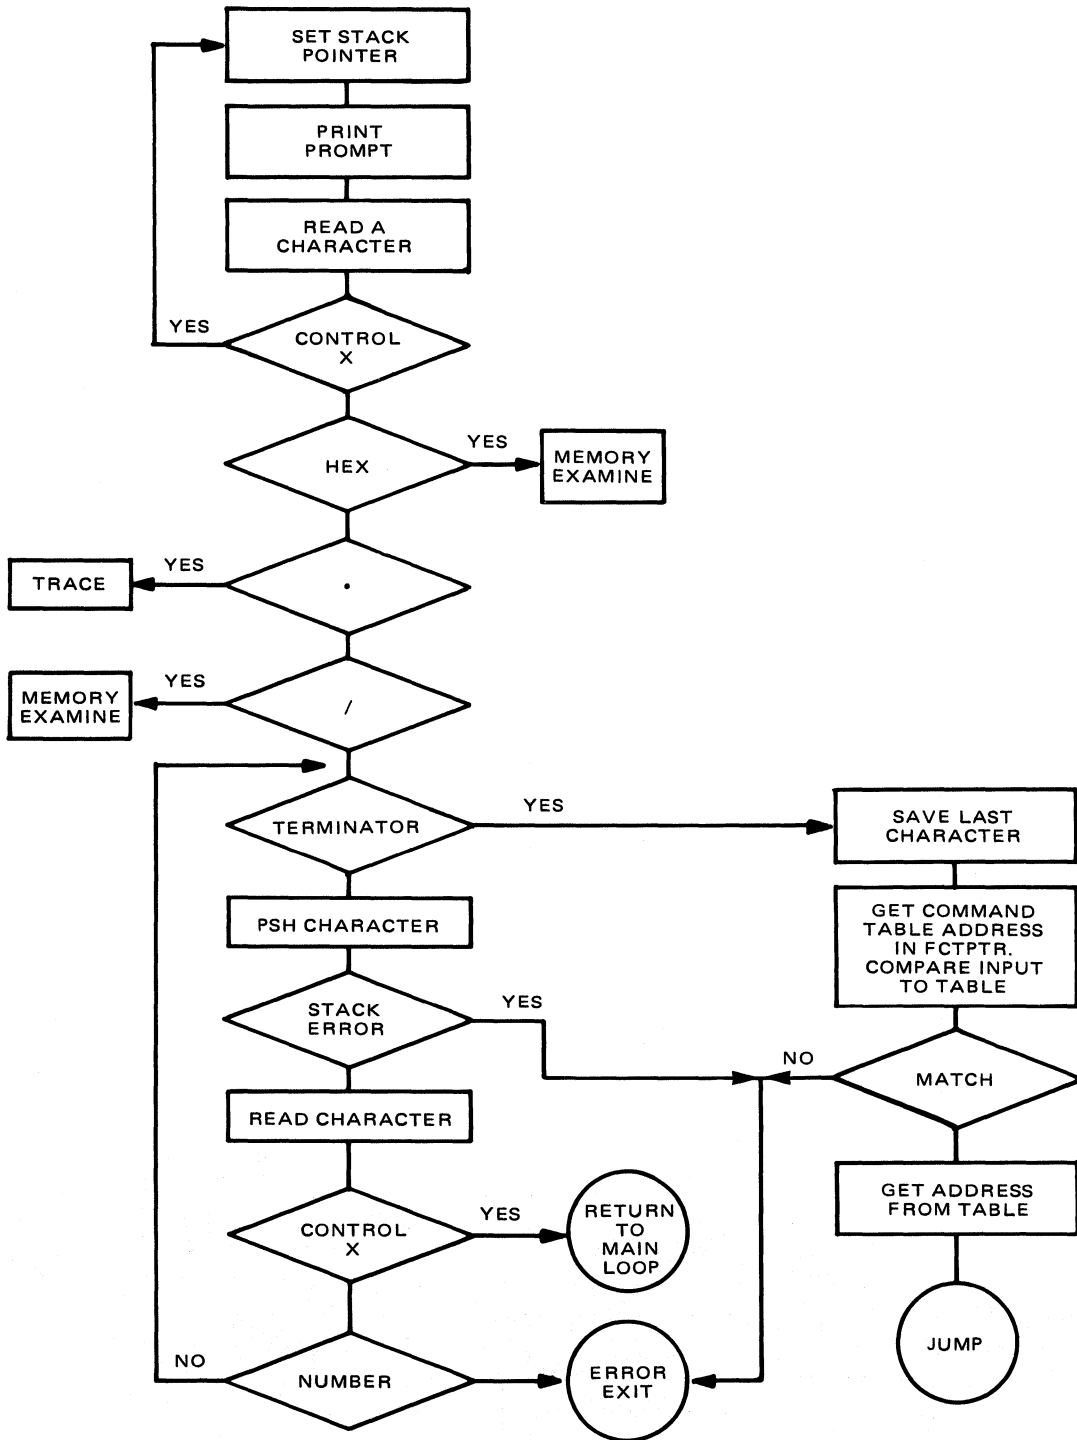 SET STACK
POINTER
PRINT
PROMPT
READ A
CHARACTER
YES
CONTROL
X
HEX
YES
MEMORY
EXAMINE
TRACE
YES
.
MEMORY
EXAMINE
YES
/
TERMINATOR
YES
SAVE LAST
CHARACTER
PSH CHARACTER
GET COMMAND
TABLE ADDRESS
IN FCTPTR.
COMPARE INPUT
TO TABLE
STACK
ERROR
YES
NO
MATCH
READ CHARACTER
GET ADDRESS
FROM TABLE
CONTROL
X
YES
RETURN
TO
MAIN
LOOP
NO
NUMBER
ERROR
EXIT
JUMP